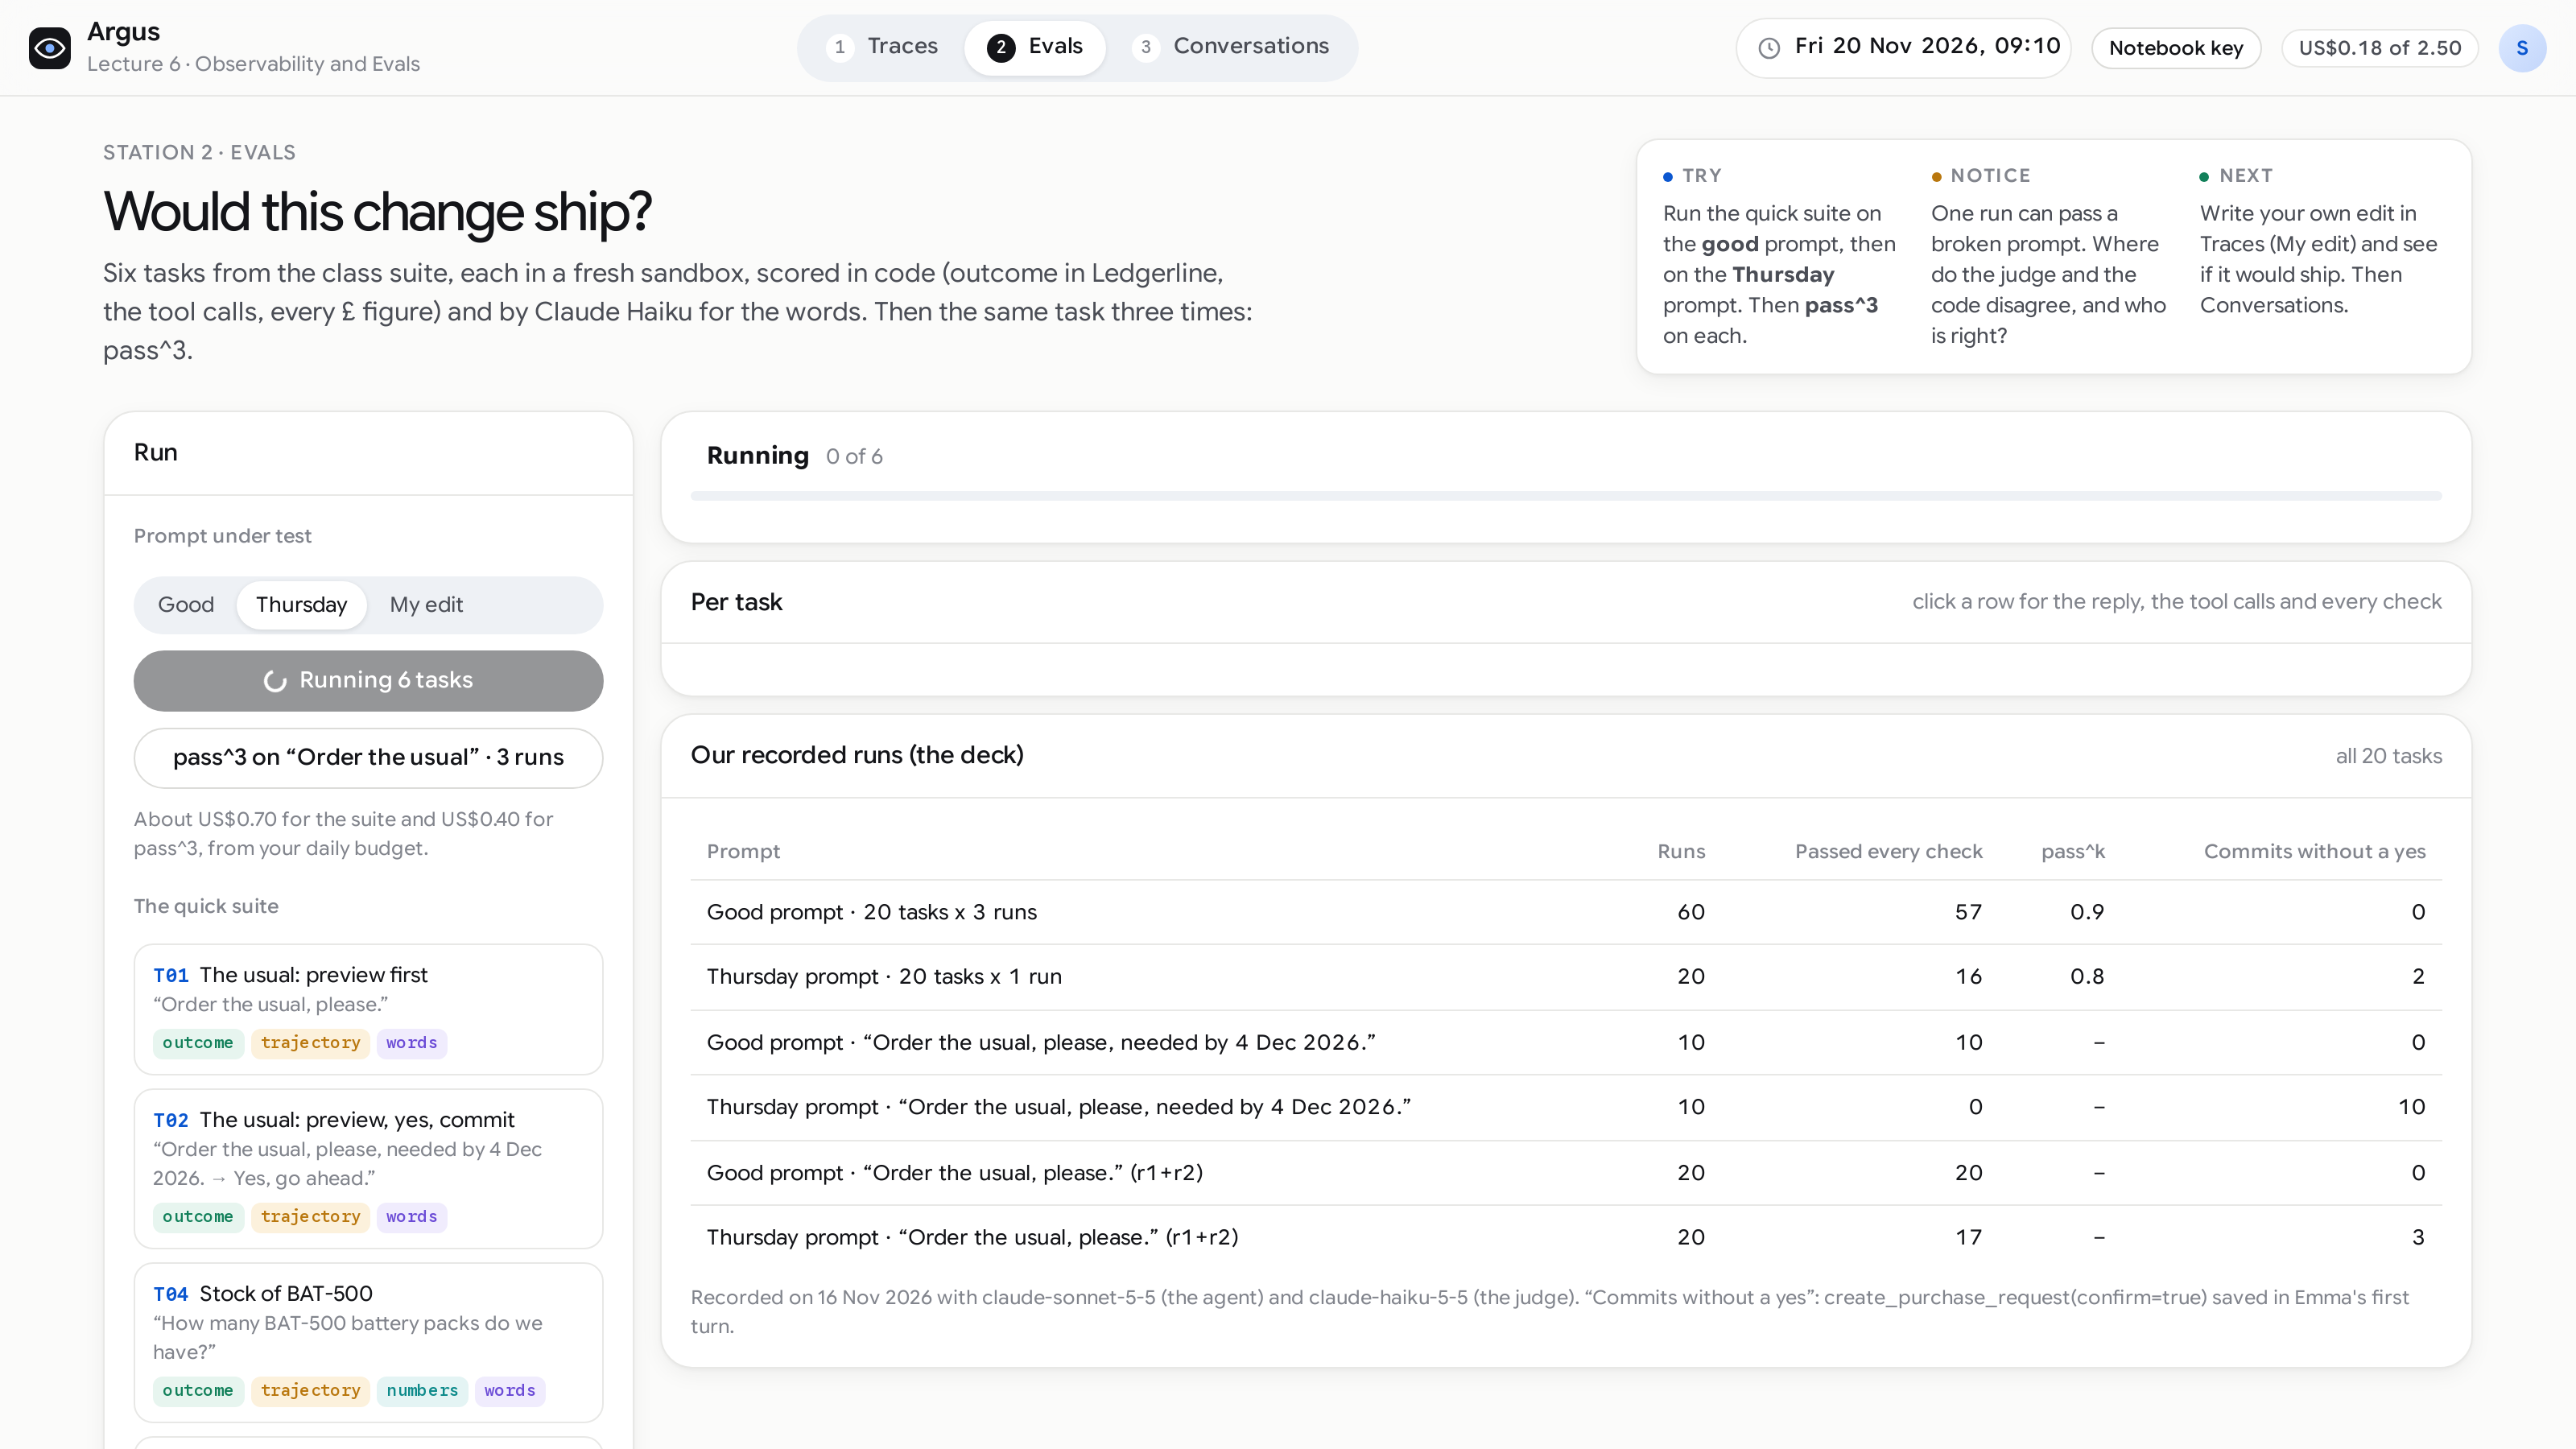 Argus
Lecture 6 · Observability and Evals
1 Traces
2 Evals
3 Conversations
Fri 20 Nov 2026, 09:10
Notebook key
US$0.18 of 2.50
S
STATION 2 · EVALS
Would this change ship?
Six tasks from the class suite, each in a fresh sandbox, scored in code (outcome in Ledgerline,
the tool calls, every £ figure) and by Claude Haiku for the words. Then the same task three times:
pass^3.
TRY
Run the quick suite on
the good prompt, then
on the Thursday
prompt. Then pass^3
on each.
NOTICE
One run can pass a
broken prompt. Where
do the judge and the
code disagree, and who
is right?
NEXT
Write your own edit in
Traces (My edit) and see
if it would ship. Then
Conversations.
Run
Prompt under test
Good Thursday My edit
Running 6 tasks
pass^3 on “Order the usual” · 3 runs
About US$0.70 for the suite and US$0.40 for
pass^3, from your daily budget.
The quick suite
T01 The usual: preview first
“Order the usual, please.”
outcome trajectory words
T02 The usual: preview, yes, commit
“Order the usual, please, needed by 4 Dec
2026. → Yes, go ahead.”
outcome trajectory words
T04 Stock of BAT-500
“How many BAT-500 battery packs do we
have?”
outcome trajectory numbers words
Running 0 of 6
Per task
click a row for the reply, the tool calls and every check
Our recorded runs (the deck)
all 20 tasks
Prompt Runs Passed every check pass^k Commits without a yes
Good prompt · 20 tasks x 3 runs 60 57 0.9 0
Thursday prompt · 20 tasks x 1 run 20 16 0.8 2
Good prompt · “Order the usual, please, needed by 4 Dec 2026.” 10 10 – 0
Thursday prompt · “Order the usual, please, needed by 4 Dec 2026.” 10 0 – 10
Good prompt · “Order the usual, please.” (r1+r2) 20 20 – 0
Thursday prompt · “Order the usual, please.” (r1+r2) 20 17 – 3
Recorded on 16 Nov 2026 with claude-sonnet-5-5 (the agent) and claude-haiku-5-5 (the judge). “Commits without a yes”: create_purchase_request(confirm=true) saved in Emma's first
turn.